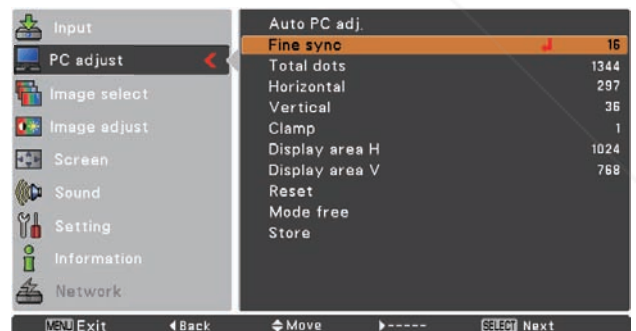 Input
PC adjust
Image select
Image adjust
Screen
Sound
Setting
Information
Network
Auto PC adj.
Fine sync 16
Total dots 1344
Horizontal 297
Vertical 36
Clamp 1
Display area H 1024
Display area V 768
Reset
Mode free
Store
MENU Exit ◀Back ◆Move ▶----- SELECT Next